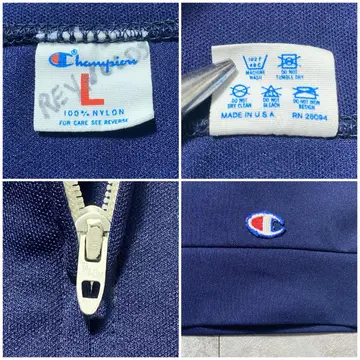 Champion
L
100% NYLON
FOR CARE SEE REVERSE
MACHINE WASH
DO NOT TUMBLE DRY
DO NOT DRY CLEAN
DO NOT BLEACH
DO NOT IRON
MADE IN U.S.A. RN 26094